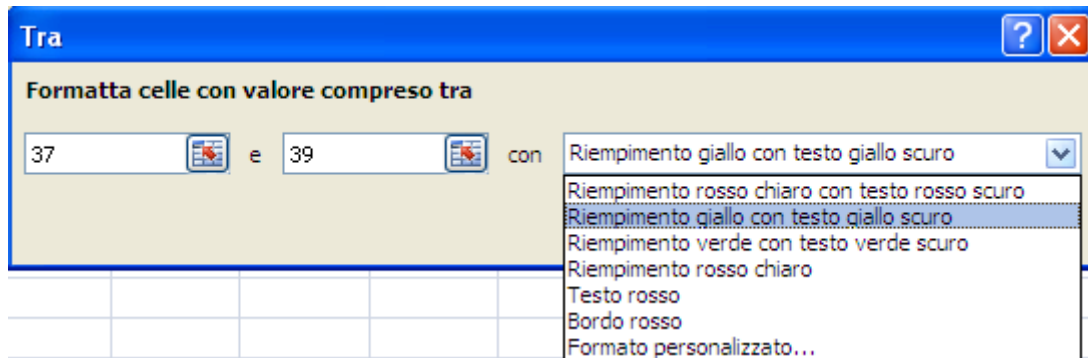 Tra
Formatta celle con valore compreso tra
37 e 39 con Riempimento giallo con testo giallo scuro
Riempimento rosso chiaro con testo rosso scuro
Riempimento giallo con testo giallo scuro
Riempimento verde con testo verde scuro
Riempimento rosso chiaro
Testo rosso
Bordo rosso
Formato personalizzato...